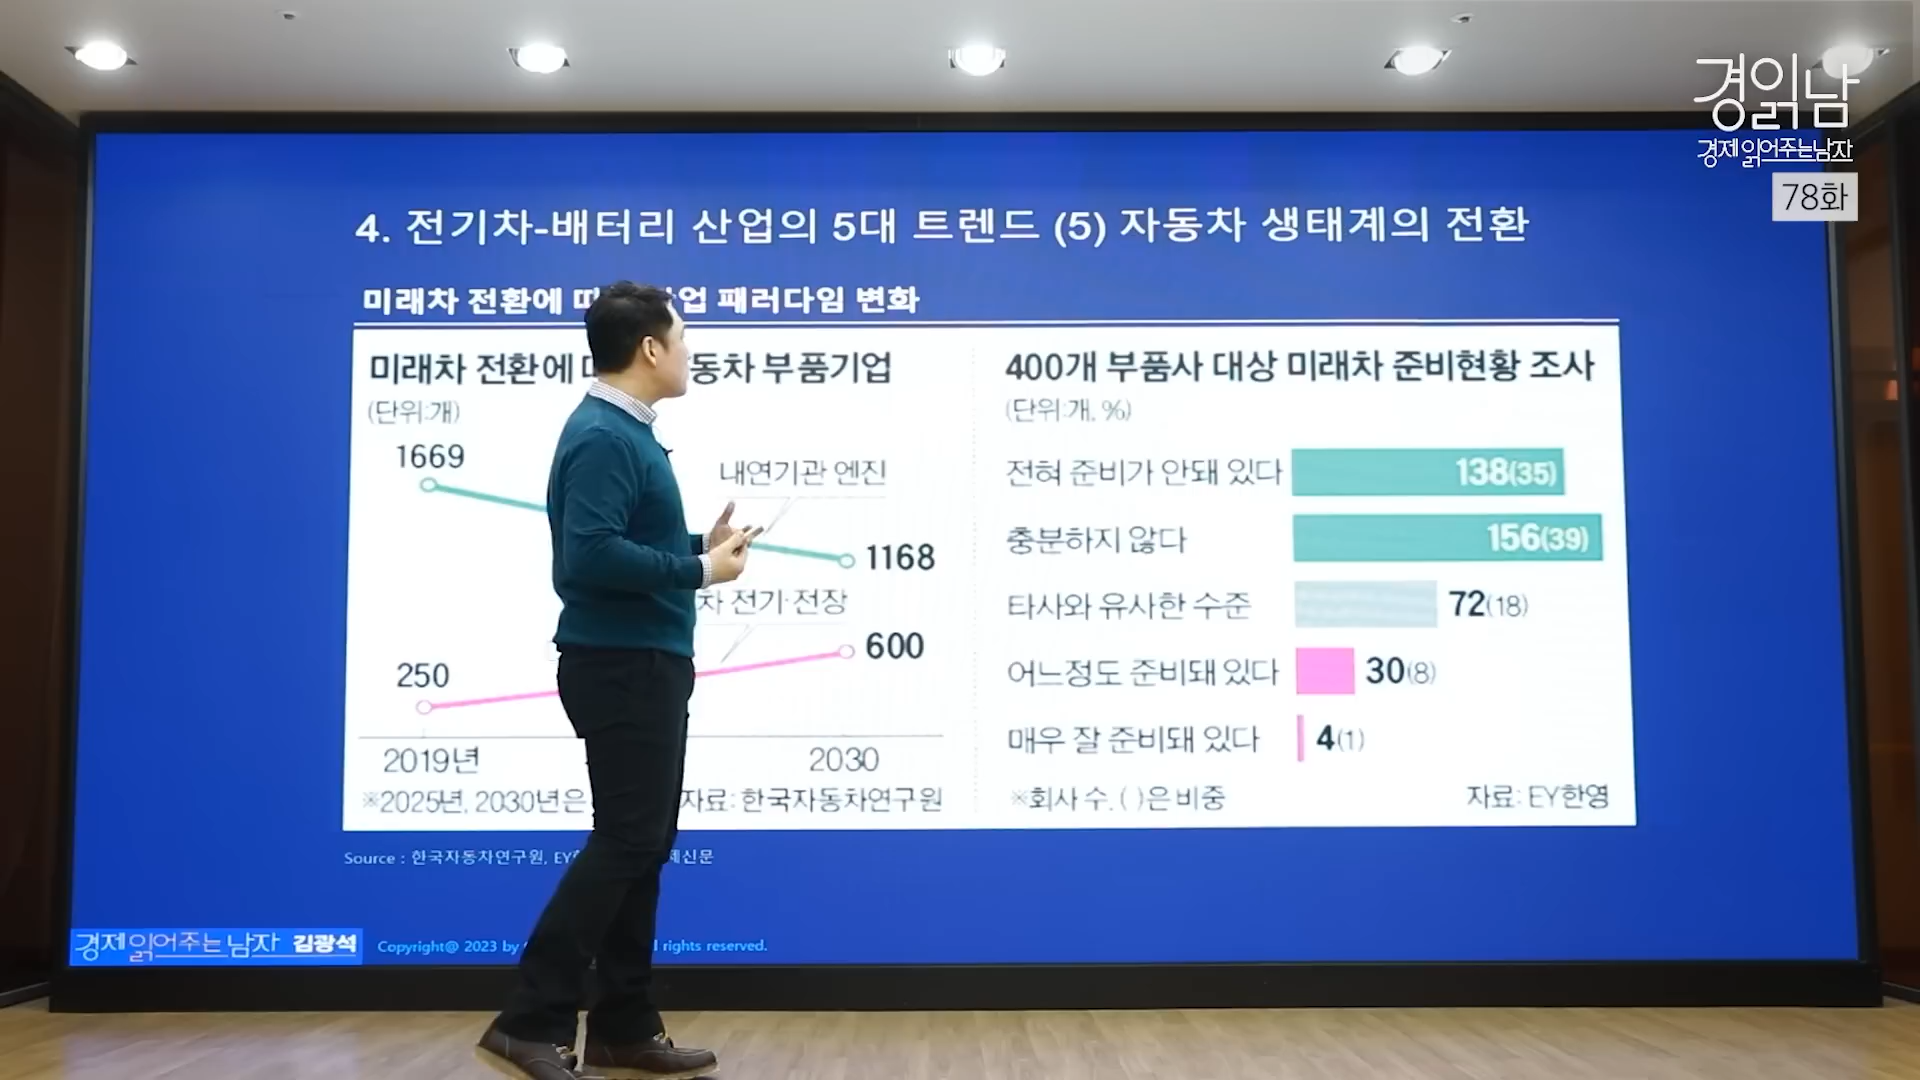 경읽남
경제 읽어주는남자
78화
4. 전기차-배터리 산업의 5대 트렌드 (5) 자동차 생태계의 전환
미래차 전환에 업 패러다임 변화
미래차 전환에 동차 부품기업
(단위:개)
1669
내연기관 엔진
1168
차 전기·전장
600
250
2019년 2030
※2025년, 2030년은 자료: 한국자동차연구원
400개 부품사 대상 미래차 준비현황 조사
(단위:개, %)
전혀 준비가 안돼 있다 138(35)
충분하지 않다 156(39)
타사와 유사한 수준 72(18)
어느정도 준비돼 있다 30(8)
매우 잘 준비돼 있다 4(1)
※회사 수, ( )은 비중 자료: EY한영
Source : 한국자동차연구원, 제신문
경제 읽어주는 남자 김광석 Copyright@ 2023 by rights reserved.